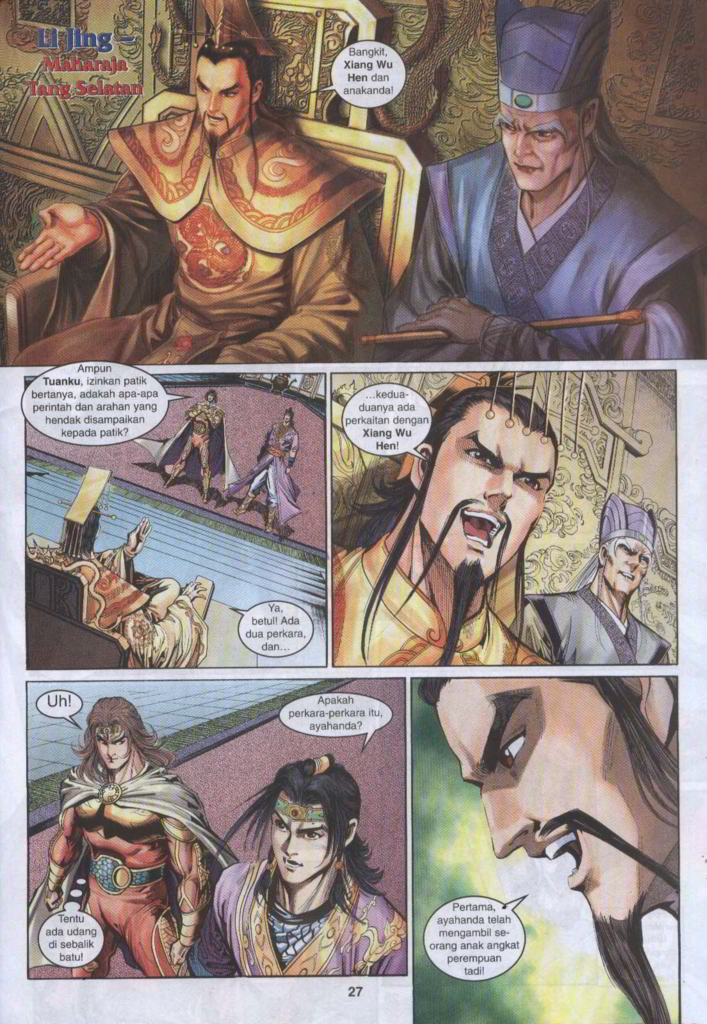 Li Jing –
Maharaja
Tang Selatan
Bangkit,
Xiang Wu
Hen dan
anakanda!
Ampun
Tuanku, izinkan patik
bertanya, adakah apa-apa
perintah dan arahan yang
hendak disampaikan
kepada patik?
Ya,
betul! Ada
dua perkara,
dan...
...kedua-
duanya ada
perkaitan dengan
Xiang Wu
Hen!
Uh!
Apakah
perkara-perkara itu,
ayahanda?
Tentu
ada udang
di sebalik
batu!
Pertama,
ayahanda telah
mengambil se-
orang anak angkat
perempuan
tadi!
27